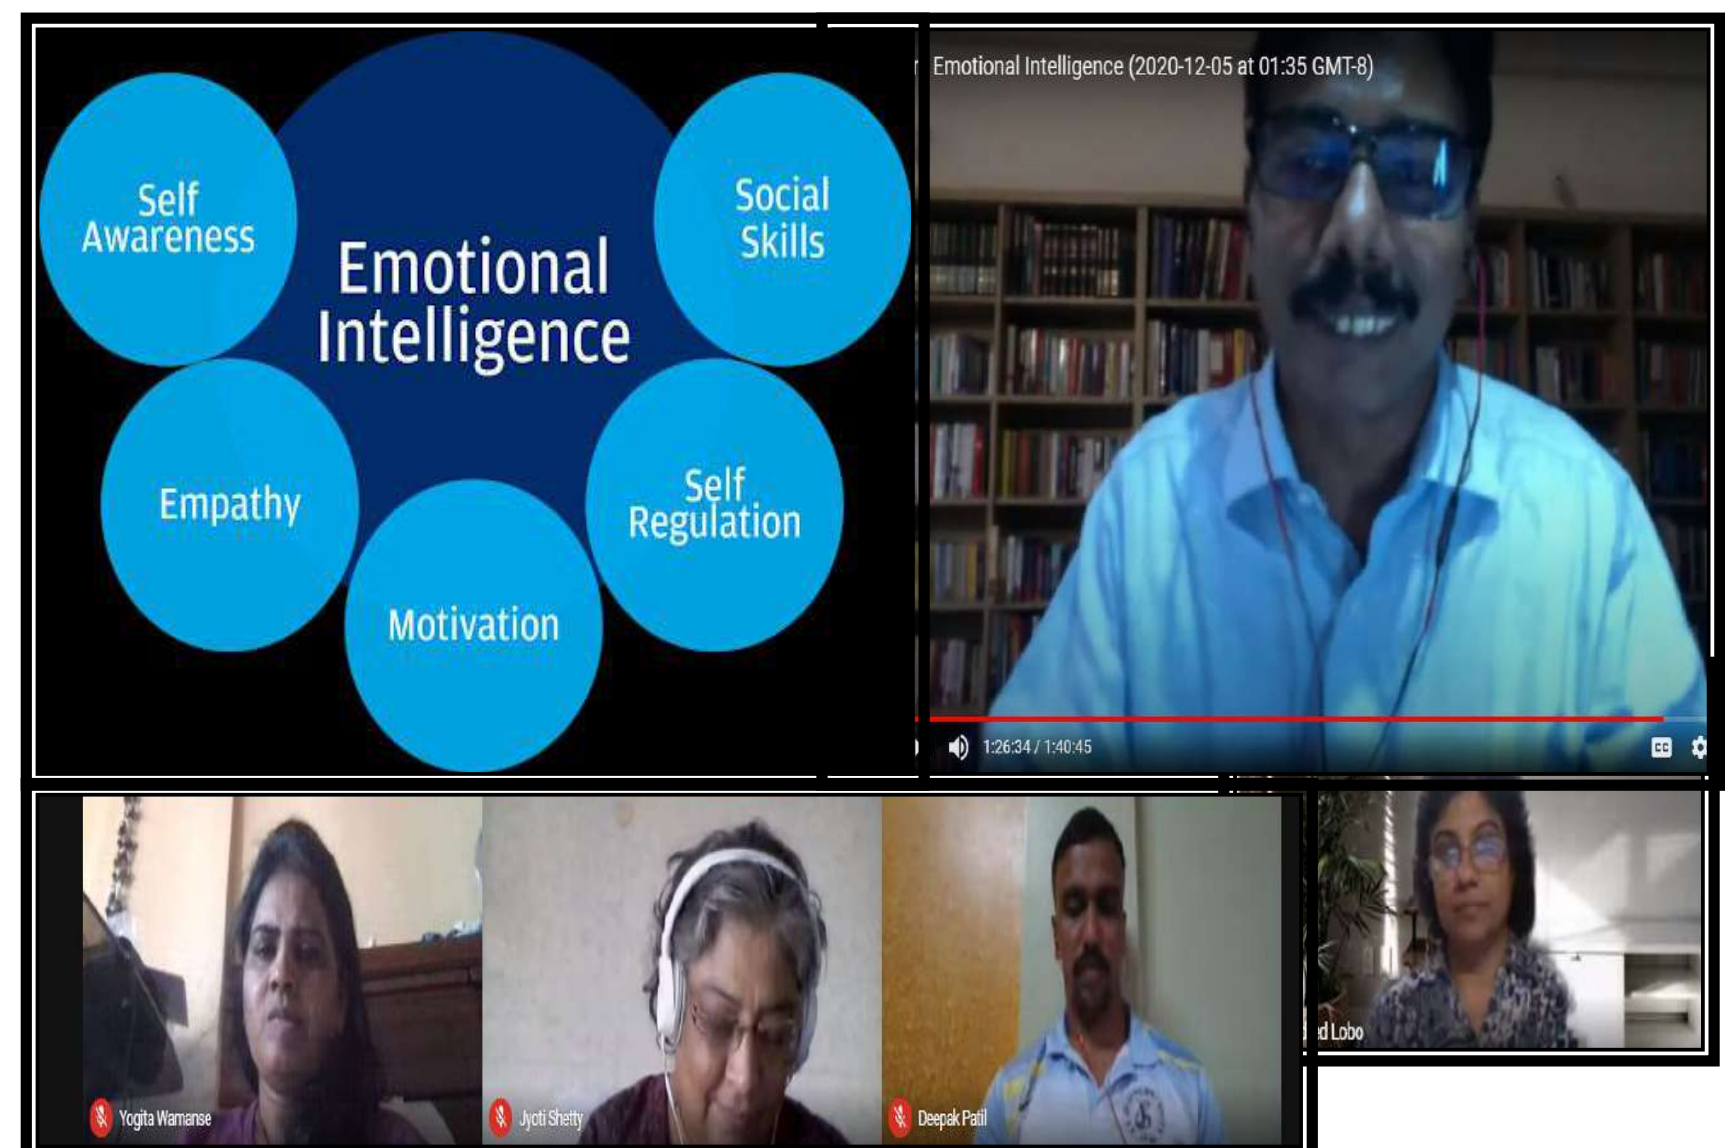 Self
Awareness
Emotional
Intelligence
Social
Skills
Empathy
Self
Regulation
Motivation
Emotional Intelligence (2020-12-05 at 01:35 GMT-8)
1:26:34 / 1:40:45
CC
Yogita Wamanse
Jyoti Shetty
Deepak Patil
Lobo